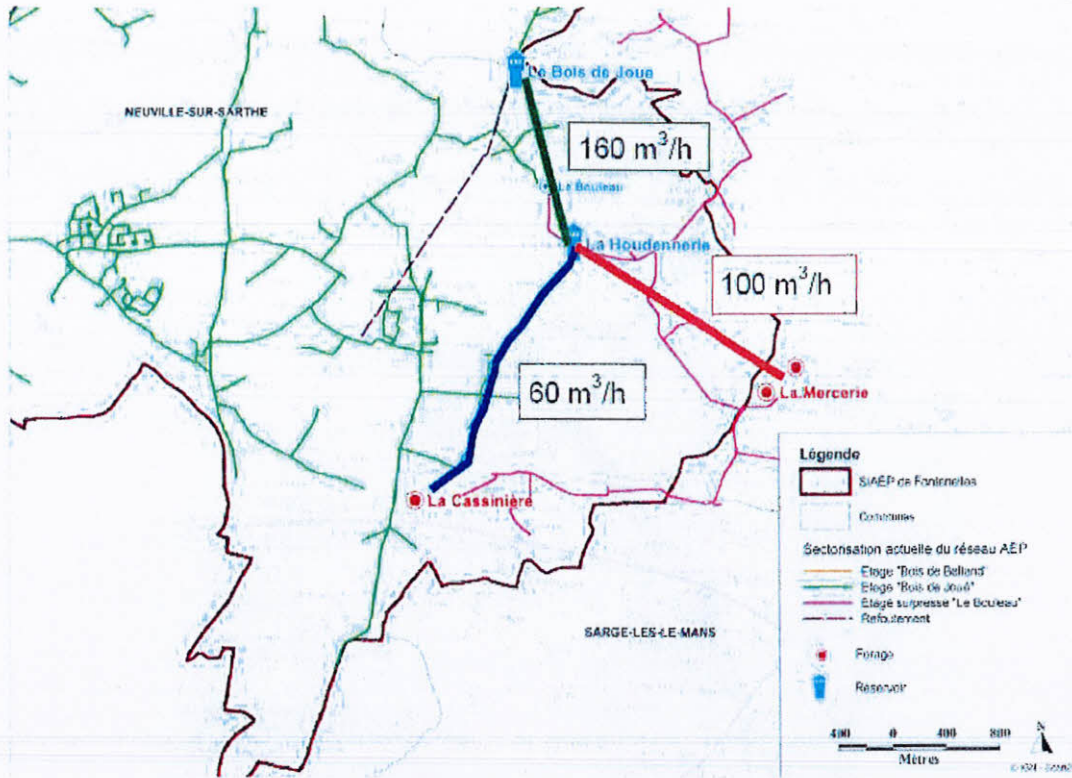 Le Bois de Joue
NEUVILLE-SUR-SARTHE
160 m³/h
Le Bouleau
La Houdennerie
100 m³/h
60 m³/h
La Mercerie
La Cassinière
SARGE-LES-LE-MANS
Légende
SIAEP de Fontenelles
Communes
Sectorisation actuelle du réseau AEP
Etage "Bois de Balland"
Etage "Bois de Joué"
Etage surpressé "Le Bouleau"
Refoulement
Forage
Réservoir
400 0 400 800
Mètres
N